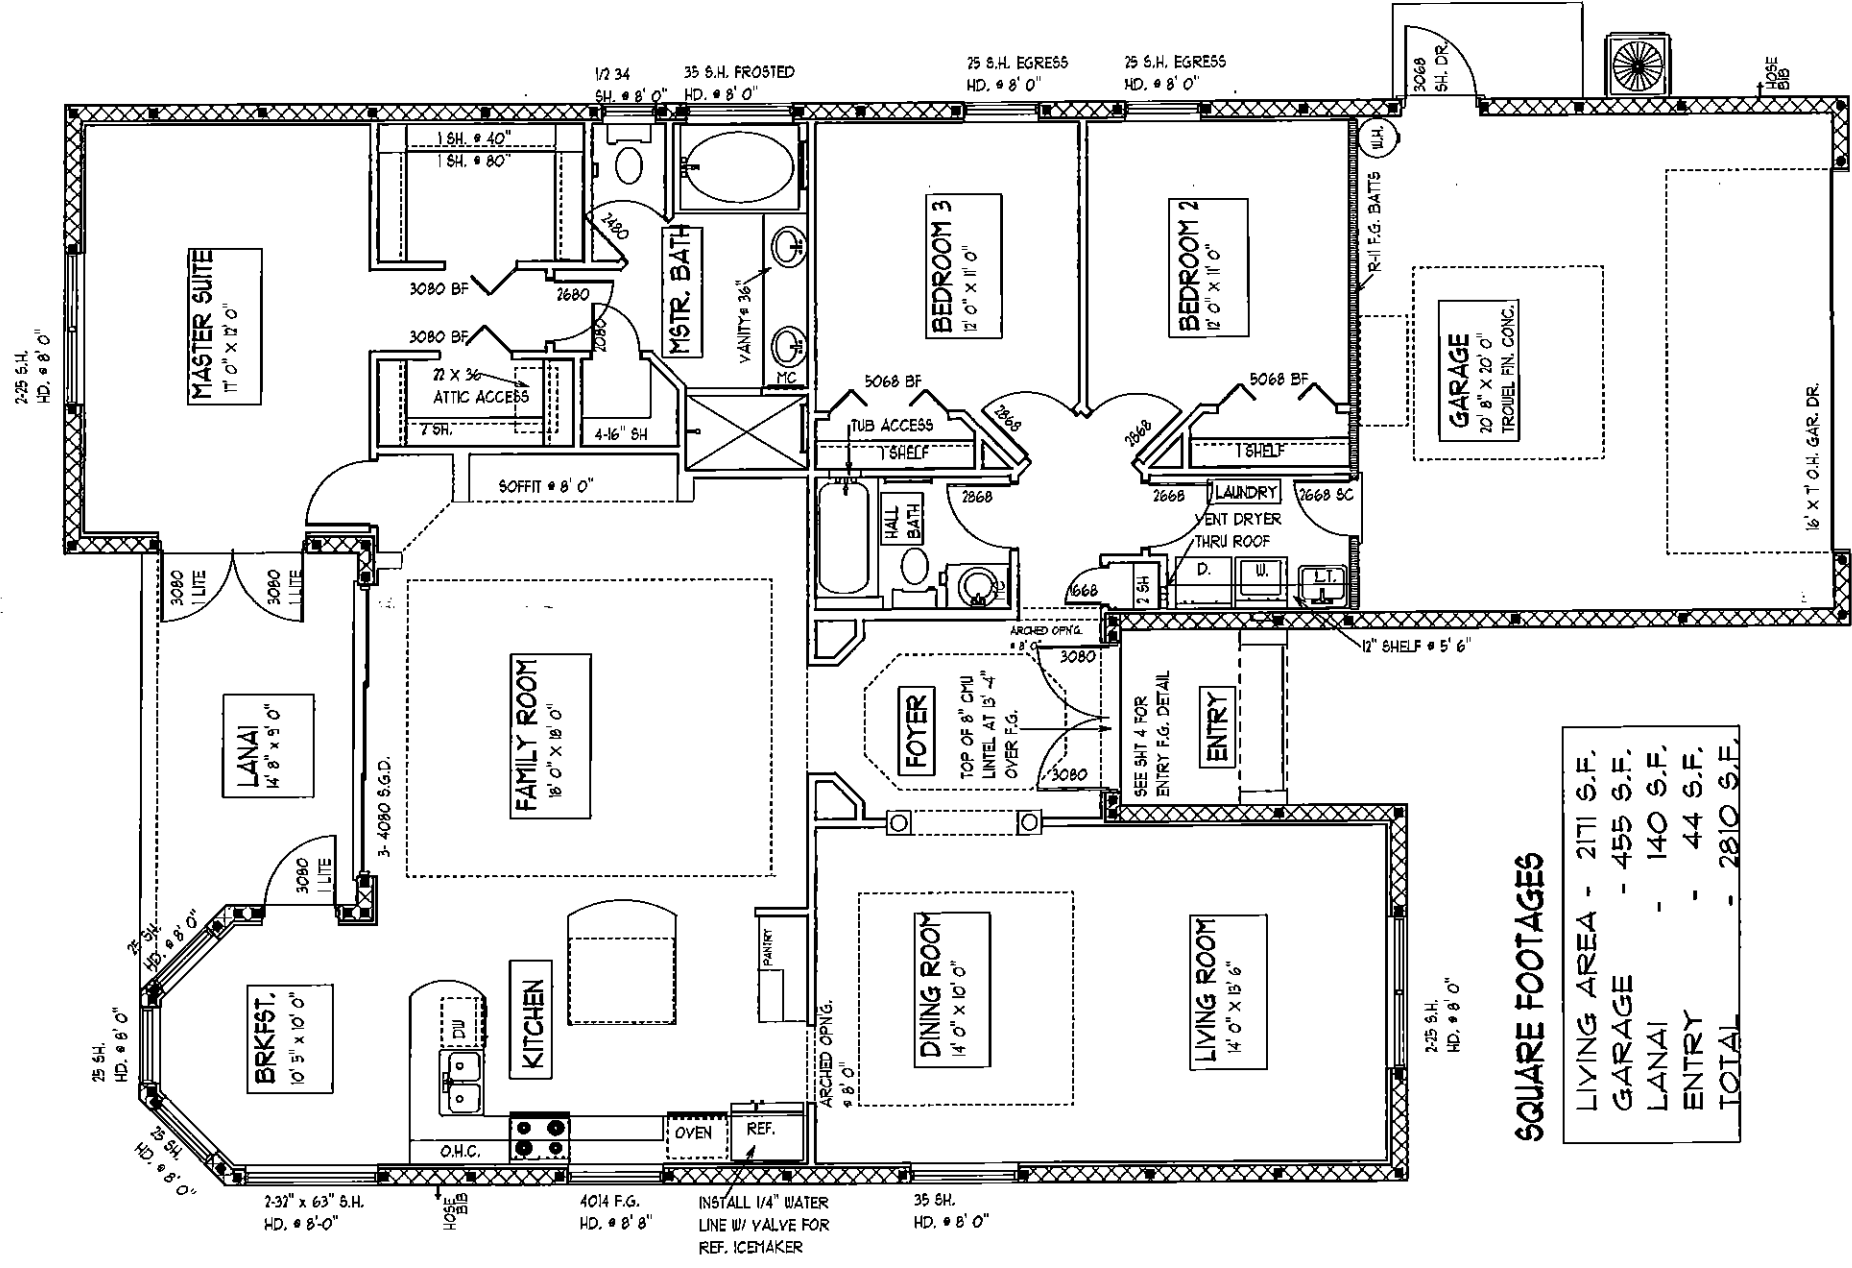 1/2 34
SH. @ 8' 0"
35 S.H. FROSTED
HD. @ 8' 0"
25 S.H. EGRESS
HD. @ 8' 0"
25 S.H. EGRESS
HD. @ 8' 0"
3068
SH. DR.
HOSE
BIB
1 SH. @ 40"
1 SH. @ 80"
2480
W.H.
R-11 F.G. BATTS
MASTER SUITE
17' 0" X 12' 0"
2-25 S.H.
HD. @ 8' 0"
3080 BF
3080 BF
2680
2080
MSTR. BATH
VANITY @ 36"
MC
BEDROOM 3
12' 0" X 11' 0"
BEDROOM 2
12' 0" X 11' 0"
GARAGE
20' 8" X 20' 0"
TROWEL FIN. CONC.
16' X 7' O.H. GAR. DR.
22 X 36
ATTIC ACCESS
2 SH.
4-16" SH
5068 BF
TUB ACCESS
1 SHELF
2868
2868
5068 BF
1 SHELF
SOFFIT @ 8' 0"
HALL
BATH
2868
MC
2668
LAUNDRY
2668 SC
VENT DRYER
THRU ROOF
D.
W.
L.T.
1668
2 SH
12" SHELF @ 5' 6"
3080
1 LITE
3080
1 LITE
LANAI
14' 8" X 9' 0"
3- 4080 S.G.D.
3080
1 LITE
FAMILY ROOM
18' 0" X 18' 0"
ARCHED OPN'G.
@ 8' 0"
3080
FOYER
TOP OF 8" CMU
LINTEL AT 13' -4"
OVER F.G.
3080
SEE SHT 4 FOR
ENTRY F.G. DETAIL
ENTRY
25 SH.
HD. @ 8' 0"
25 SH.
HD. @ 8' 0"
25 SH.
HD. @ 8' 0"
BRKFST.
10' 5" X 10' 0"
DW
KITCHEN
PANTRY
ARCHED OPNG.
@ 8' 0"
O.H.C.
OVEN
REF.
DINING ROOM
14' 0" X 10' 0"
LIVING ROOM
14' 0" X 13' 6"
2-25 S.H.
HD. @ 8' 0"
2-32" x 63" S.H.
HD. @ 8'-0"
HOSE
BIB
4014 F.G.
HD. @ 8' 8"
INSTALL 1/4" WATER
LINE W/ VALVE FOR
REF. ICEMAKER
35 SH.
HD. @ 8' 0"
SQUARE FOOTAGES
LIVING AREA - 2171 S.F.
GARAGE - 455 S.F.
LANAI - 140 S.F.
ENTRY - 44 S.F.
TOTAL - 2810 S.F.